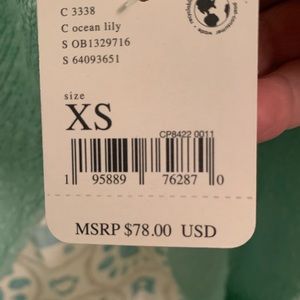 C 3338
C ocean lily
S OB1329716
S 64093651
size
XS
CP8422 0011
1 95889 76287 0
MSRP $78.00 USD